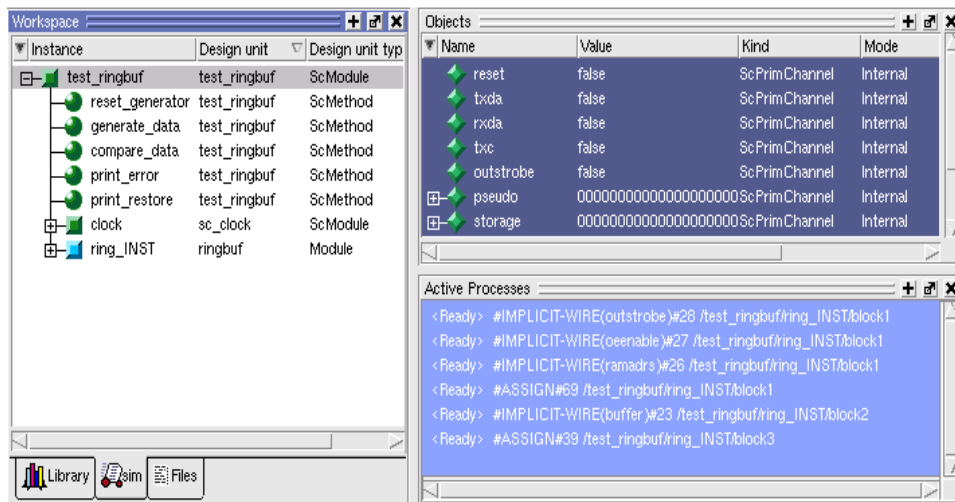 Workspace
Instance Design unit Design unit typ
test_ringbuf test_ringbuf ScModule
reset_generator test_ringbuf ScMethod
generate_data test_ringbuf ScMethod
compare_data test_ringbuf ScMethod
print_error test_ringbuf ScMethod
print_restore test_ringbuf ScMethod
clock sc_clock ScModule
ring_INST ringbuf Module
Library sim Files
Objects
Name Value Kind Mode
reset false ScPrimChannel Internal
txda false ScPrimChannel Internal
rxda false ScPrimChannel Internal
txc false ScPrimChannel Internal
outstrobe false ScPrimChannel Internal
pseudo 00000000000000000000ScPrimChannel Internal
storage 00000000000000000000ScPrimChannel Internal
Active Processes
<Ready> #IMPLICIT-WIRE(outstrobe)#28 /test_ringbuf/ring_INST/block1
<Ready> #IMPLICIT-WIRE(oeenable)#27 /test_ringbuf/ring_INST/block1
<Ready> #IMPLICIT-WIRE(ramadrs)#26 /test_ringbuf/ring_INST/block1
<Ready> #ASSIGN#69 /test_ringbuf/ring_INST/block1
<Ready> #IMPLICIT-WIRE(buffer)#23 /test_ringbuf/ring_INST/block2
<Ready> #ASSIGN#39 /test_ringbuf/ring_INST/block3